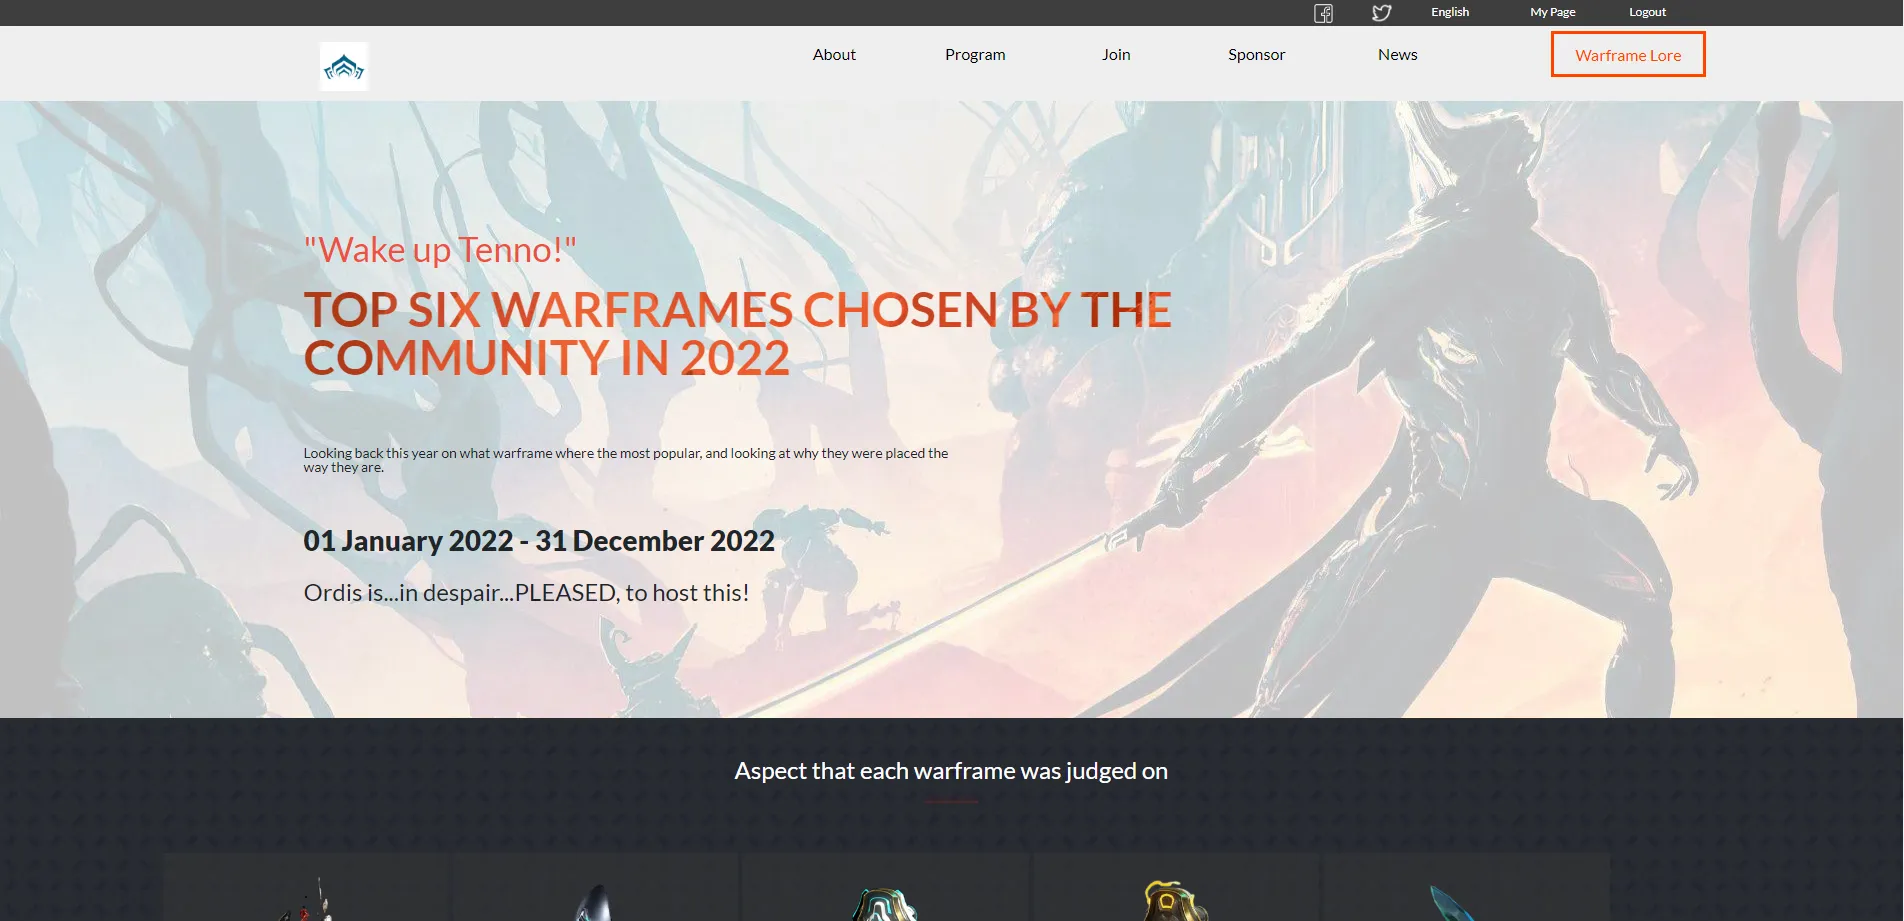 English
My Page
Logout
About
Program
Join
Sponsor
News
Warframe Lore
"Wake up Tenno!"
TOP SIX WARFRAMES CHOSEN BY THE
COMMUNITY IN 2022
Looking back this year on what warframe where the most popular, and looking at why they were placed the
way they are.
01 January 2022 - 31 December 2022
Ordis is...in despair...PLEASED, to host this!
Aspect that each warframe was judged on